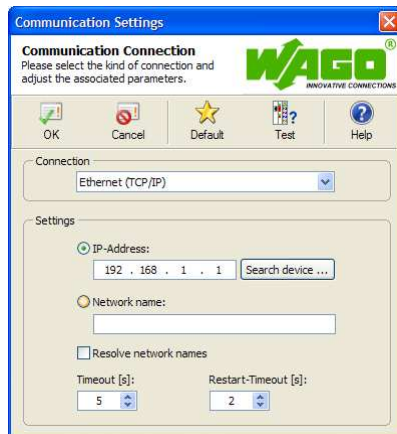 Communication Settings
Communication Connection
Please select the kind of connection and
adjust the associated parameters.
WAGO®
INNOVATIVE CONNECTIONS
OK Cancel Default Test Help
Connection
Ethernet (TCP/IP)
Settings
IP-Address:
192 . 168 . 1 . 1 Search device ...
Network name:
Resolve network names
Timeout [s]: Restart-Timeout [s]:
5 2